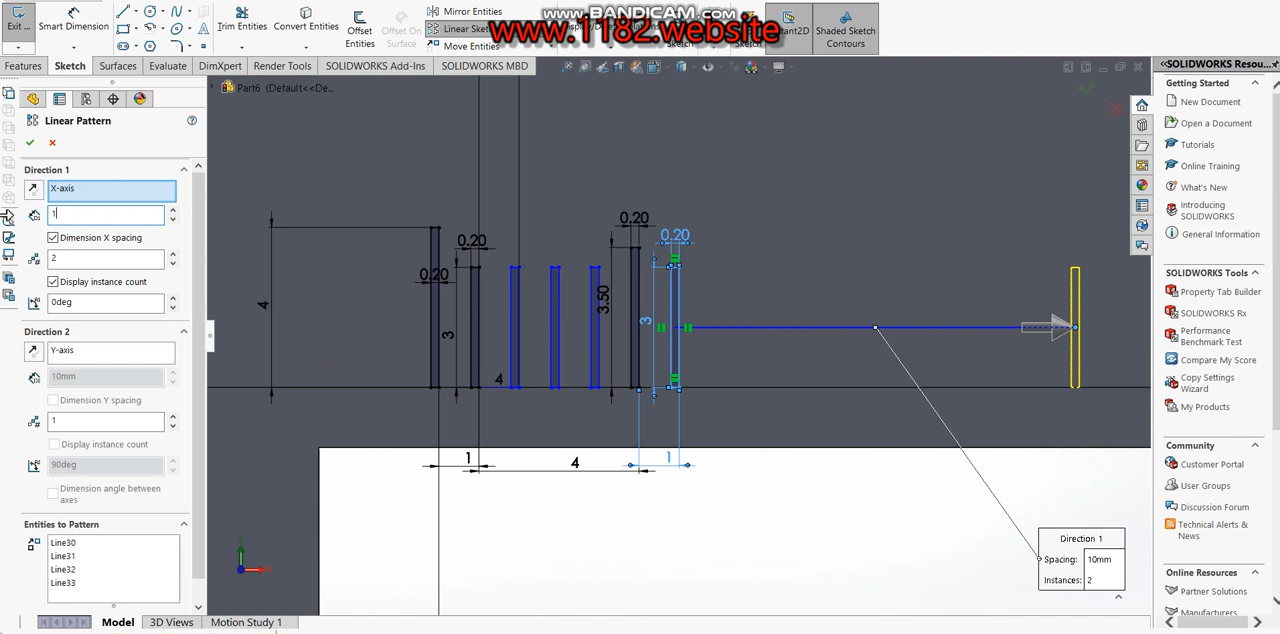 www.BANDICAM.com
www.1182.website
Exit ...
Smart Dimension
Trim Entities
Convert Entities
Offset Entities
Offset On Surface
Mirror Entities
Linear Sketch
Move Entities
Instant2D
Shaded Sketch Contours
Features
Sketch
Surfaces
Evaluate
DimXpert
Render Tools
SOLIDWORKS Add-Ins
SOLIDWORKS MBD
Part6 (Default<<De...
Linear Pattern
Direction 1
X-axis
1
Dimension X spacing
2
Display instance count
0deg
Direction 2
Y-axis
10mm
Dimension Y spacing
1
Display instance count
90deg
Dimension angle between axes
Entities to Pattern
Line30
Line31
Line32
Line33
0.20
0.20
0.20
0.20
4
3
3.50
3
4
1
4
1
Direction 1
Spacing: 10mm
Instances: 2
Model
3D Views
Motion Study 1
SOLIDWORKS Resou...
Getting Started
New Document
Open a Document
Tutorials
Online Training
What's New
Introducing SOLIDWORKS
General Information
SOLIDWORKS Tools
Property Tab Builder
SOLIDWORKS Rx
Performance Benchmark Test
Compare My Score
Copy Settings Wizard
My Products
Community
Customer Portal
User Groups
Discussion Forum
Technical Alerts & News
Online Resources
Partner Solutions
Manufacturers